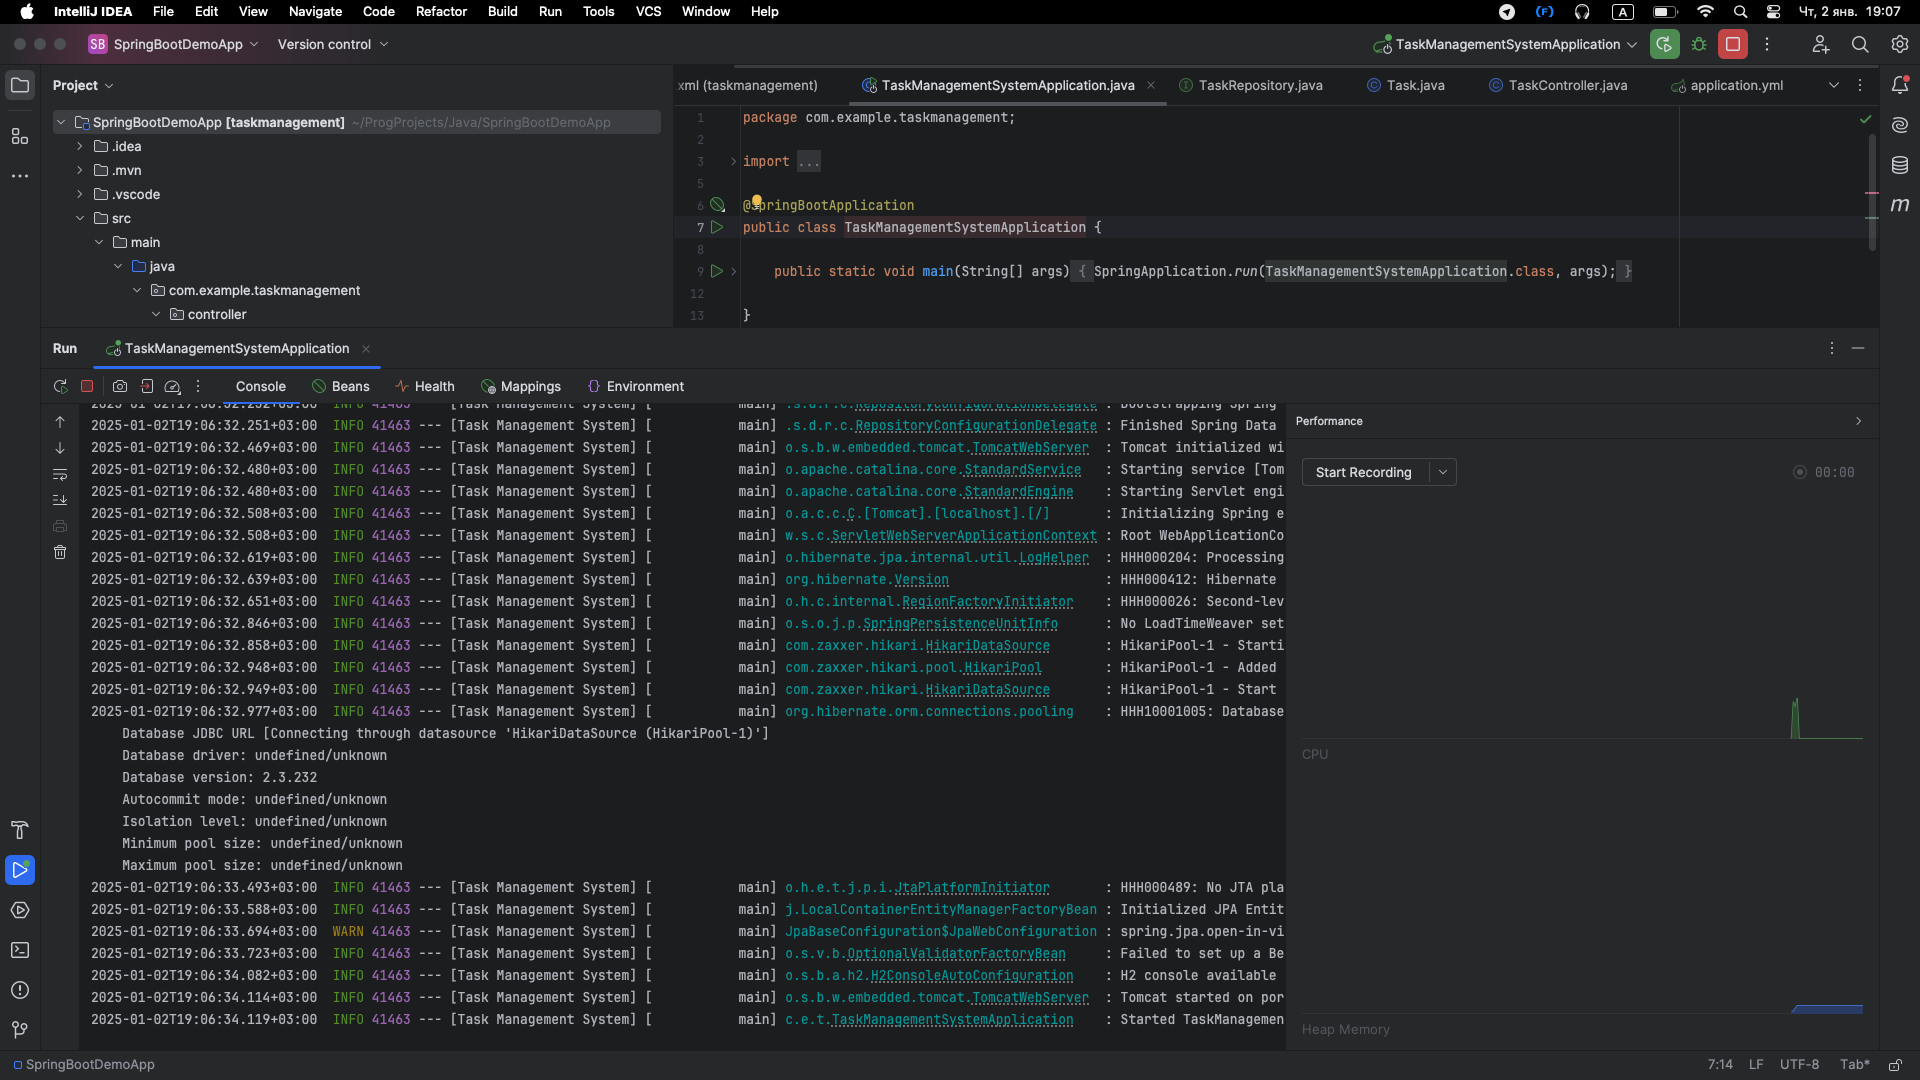 IntelliJ IDEA File Edit View Navigate Code Refactor Build Run Tools VCS Window Help (F) A Чт, 2 янв. 19:07
SB SpringBootDemoApp Version control TaskManagementSystemApplication
Project
xml (taskmanagement) TaskManagementSystemApplication.java TaskRepository.java Task.java TaskController.java application.yml
SpringBootDemoApp [taskmanagement] ~/ProgProjects/Java/SpringBootDemoApp
.idea
.mvn
.vscode
src
main
java
com.example.taskmanagement
controller
1 package com.example.taskmanagement;
2
3 import ...
5
6 @SpringBootApplication
7 public class TaskManagementSystemApplication {
8
9 public static void main(String[] args) { SpringApplication.run(TaskManagementSystemApplication.class, args); }
12
13 }
Run TaskManagementSystemApplication
Console Beans Health Mappings Environment
2025-01-02T19:06:32.232+03:00 INFO 41463 --- [Task Management System] [ main] .s.d.r.c.RepositoryConfigurationDelegate : Bootstrapping Spring
2025-01-02T19:06:32.251+03:00 INFO 41463 --- [Task Management System] [ main] .s.d.r.c.RepositoryConfigurationDelegate : Finished Spring Data
2025-01-02T19:06:32.469+03:00 INFO 41463 --- [Task Management System] [ main] o.s.b.w.embedded.tomcat.TomcatWebServer : Tomcat initialized wi
2025-01-02T19:06:32.480+03:00 INFO 41463 --- [Task Management System] [ main] o.apache.catalina.core.StandardService : Starting service [Tom
2025-01-02T19:06:32.480+03:00 INFO 41463 --- [Task Management System] [ main] o.apache.catalina.core.StandardEngine : Starting Servlet engi
2025-01-02T19:06:32.508+03:00 INFO 41463 --- [Task Management System] [ main] o.a.c.c.C.[Tomcat].[localhost].[/] : Initializing Spring e
2025-01-02T19:06:32.508+03:00 INFO 41463 --- [Task Management System] [ main] w.s.c.ServletWebServerApplicationContext : Root WebApplicationCo
2025-01-02T19:06:32.619+03:00 INFO 41463 --- [Task Management System] [ main] o.hibernate.jpa.internal.util.LogHelper : HHH000204: Processing
2025-01-02T19:06:32.639+03:00 INFO 41463 --- [Task Management System] [ main] org.hibernate.Version : HHH000412: Hibernate
2025-01-02T19:06:32.651+03:00 INFO 41463 --- [Task Management System] [ main] o.h.c.internal.RegionFactoryInitiator : HHH000026: Second-lev
2025-01-02T19:06:32.846+03:00 INFO 41463 --- [Task Management System] [ main] o.s.o.j.p.SpringPersistenceUnitInfo : No LoadTimeWeaver set
2025-01-02T19:06:32.858+03:00 INFO 41463 --- [Task Management System] [ main] com.zaxxer.hikari.HikariDataSource : HikariPool-1 - Starti
2025-01-02T19:06:32.948+03:00 INFO 41463 --- [Task Management System] [ main] com.zaxxer.hikari.pool.HikariPool : HikariPool-1 - Added
2025-01-02T19:06:32.949+03:00 INFO 41463 --- [Task Management System] [ main] com.zaxxer.hikari.HikariDataSource : HikariPool-1 - Start
2025-01-02T19:06:32.977+03:00 INFO 41463 --- [Task Management System] [ main] org.hibernate.orm.connections.pooling : HHH10001005: Database
Database JDBC URL [Connecting through datasource 'HikariDataSource (HikariPool-1)']
Database driver: undefined/unknown
Database version: 2.3.232
Autocommit mode: undefined/unknown
Isolation level: undefined/unknown
Minimum pool size: undefined/unknown
Maximum pool size: undefined/unknown
2025-01-02T19:06:33.493+03:00 INFO 41463 --- [Task Management System] [ main] o.h.e.t.j.p.i.JtaPlatformInitiator : HHH000489: No JTA pla
2025-01-02T19:06:33.588+03:00 INFO 41463 --- [Task Management System] [ main] j.LocalContainerEntityManagerFactoryBean : Initialized JPA Entit
2025-01-02T19:06:33.694+03:00 WARN 41463 --- [Task Management System] [ main] JpaBaseConfiguration$JpaWebConfiguration : spring.jpa.open-in-vi
2025-01-02T19:06:33.723+03:00 INFO 41463 --- [Task Management System] [ main] o.s.v.b.OptionalValidatorFactoryBean : Failed to set up a Be
2025-01-02T19:06:34.082+03:00 INFO 41463 --- [Task Management System] [ main] o.s.b.a.h2.H2ConsoleAutoConfiguration : H2 console available
2025-01-02T19:06:34.114+03:00 INFO 41463 --- [Task Management System] [ main] o.s.b.w.embedded.tomcat.TomcatWebServer : Tomcat started on por
2025-01-02T19:06:34.119+03:00 INFO 41463 --- [Task Management System] [ main] c.e.t.TaskManagementSystemApplication : Started TaskManagemen
Performance
Start Recording 00:00
CPU
Heap Memory
SpringBootDemoApp 7:14 LF UTF-8 Tab*